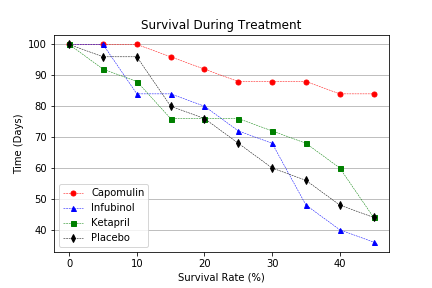 Survival During Treatment
Time (Days)
100
90
80
70
60
50
40
Capomulin
Infubinol
Ketapril
Placebo
0 10 20 30 40
Survival Rate (%)